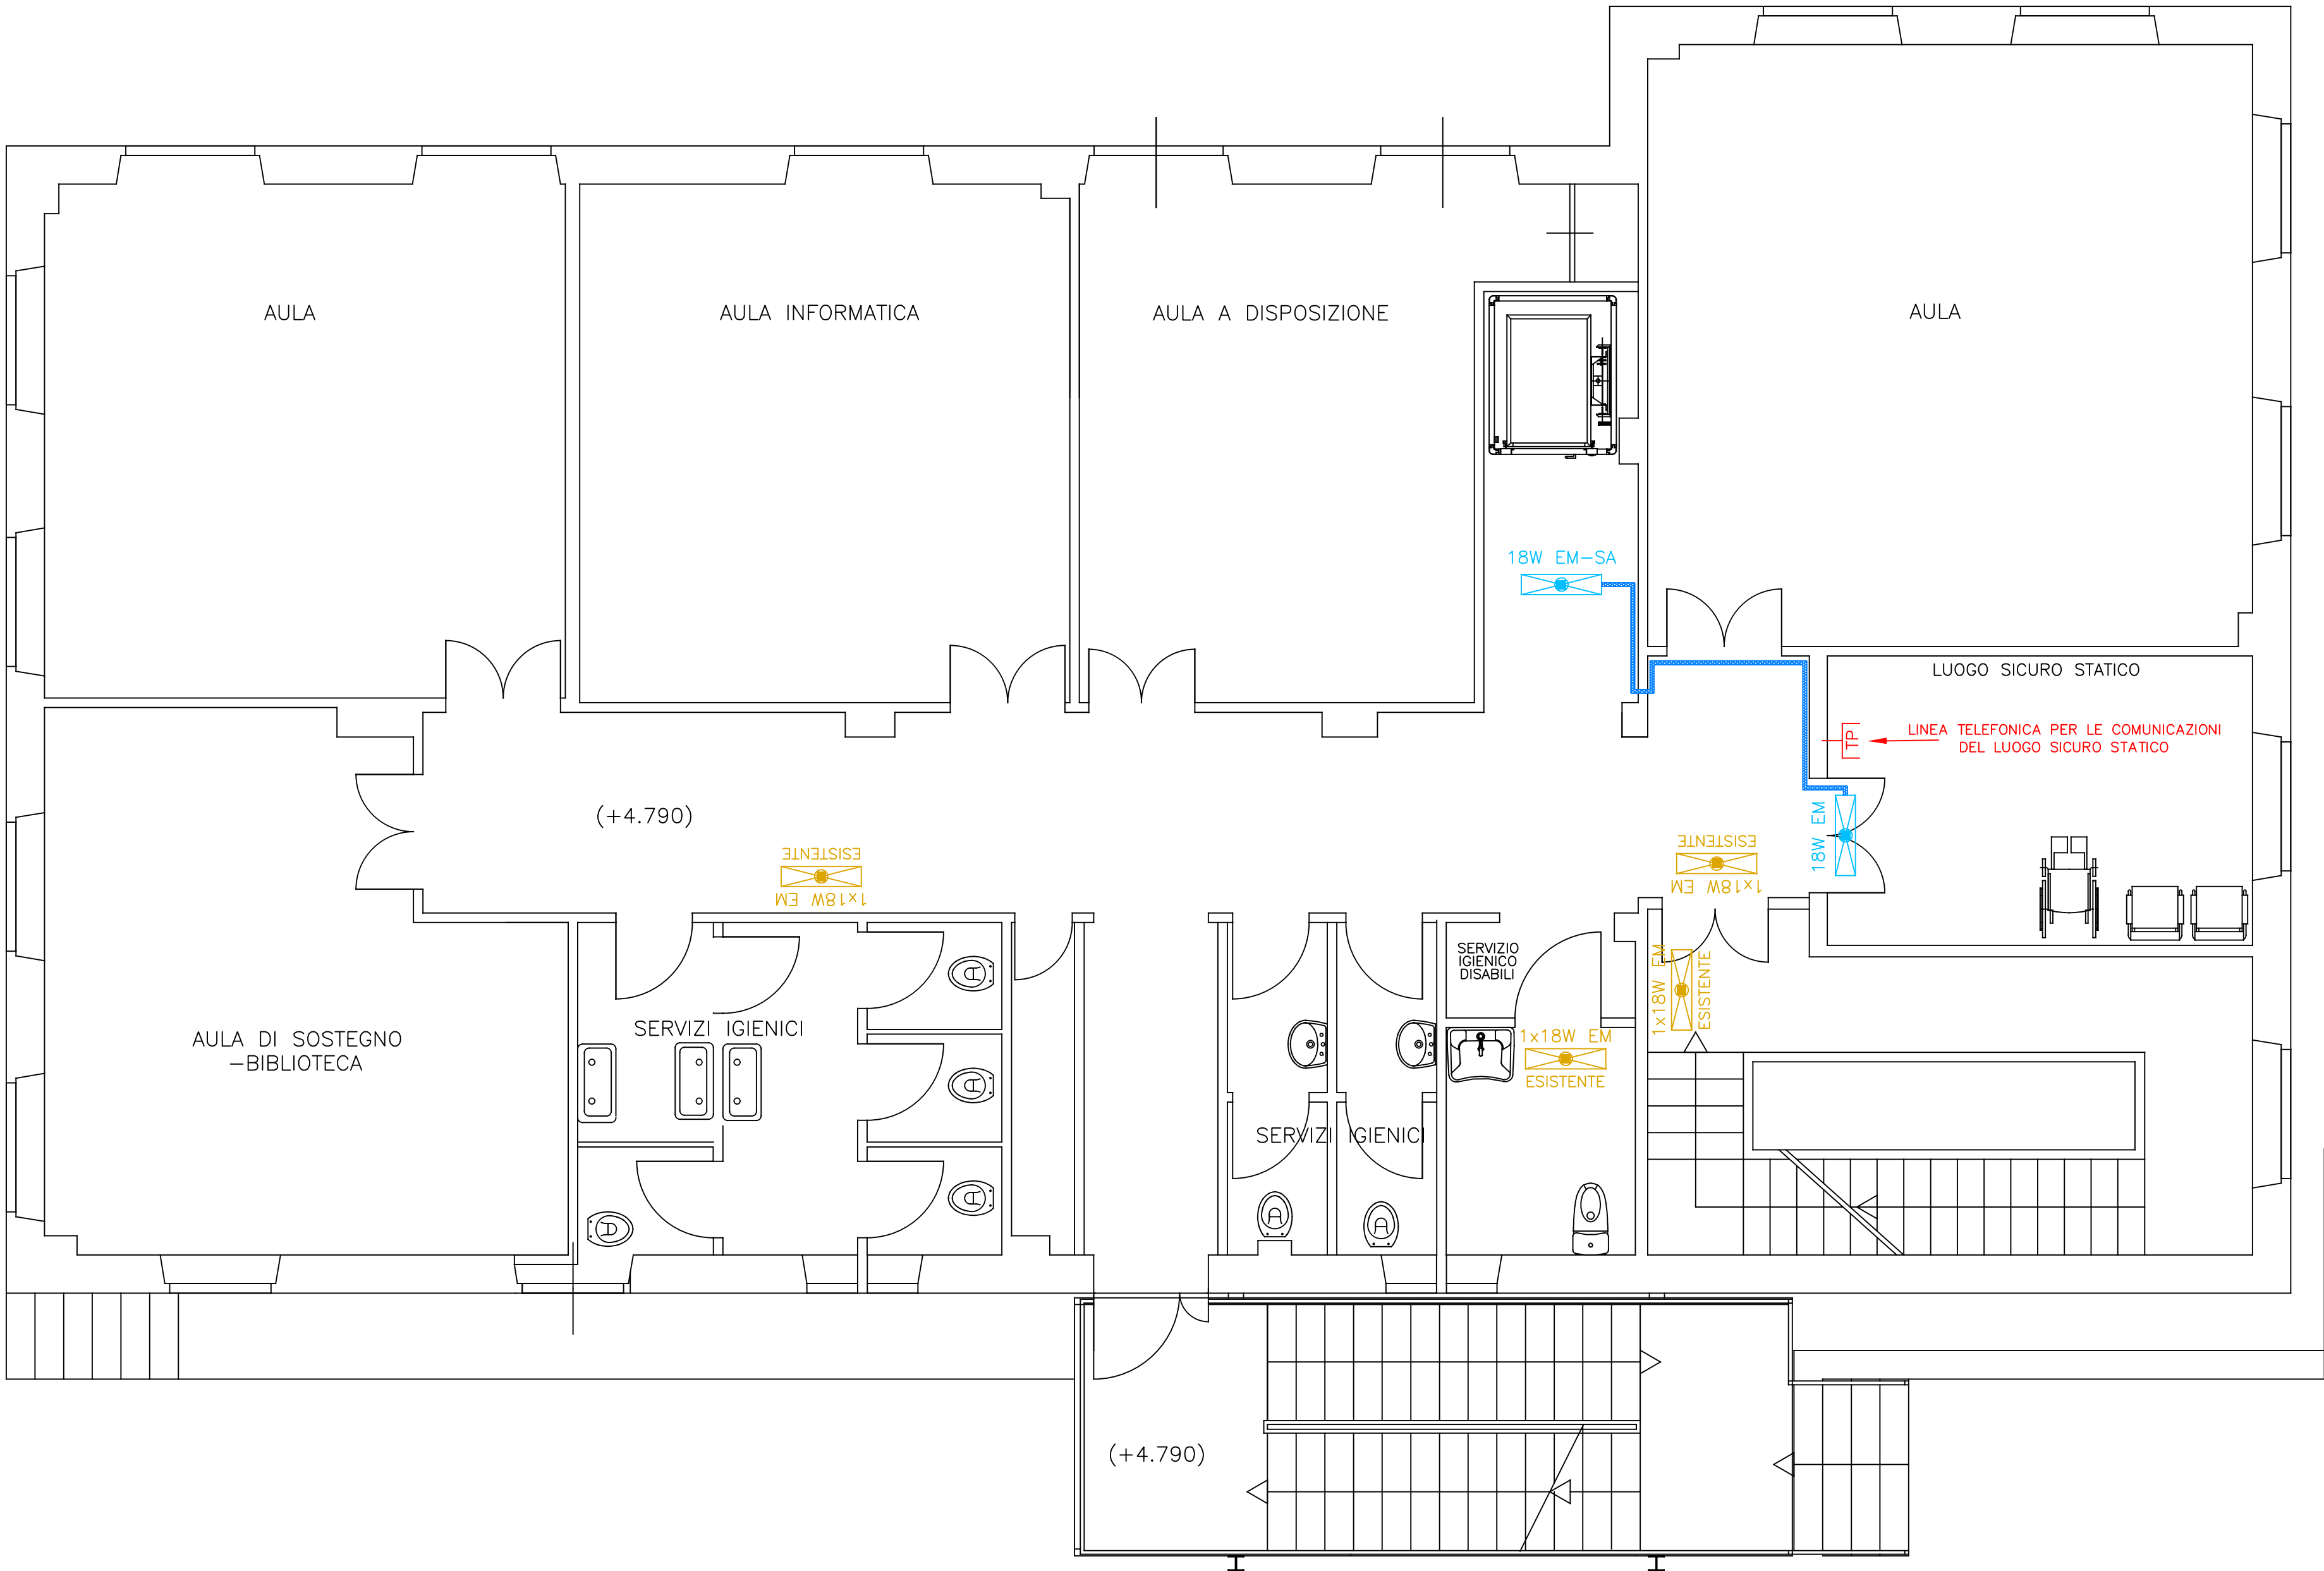 AULA
AULA INFORMATICA
AULA A DISPOSIZIONE
AULA
18W EM-SA
LUOGO SICURO STATICO
TP
LINEA TELEFONICA PER LE COMUNICAZIONI
DEL LUOGO SICURO STATICO
(+4.790)
18W EM
1x18W EM
ESISTENTE
1x18W EM
ESISTENTE
1x18W EM
ESISTENTE
SERVIZIO
IGIENICO
DISABILI
AULA DI SOSTEGNO
-BIBLIOTECA
SERVIZI IGIENICI
1x18W EM
ESISTENTE
SERVIZI IGIENICI
(+4.790)